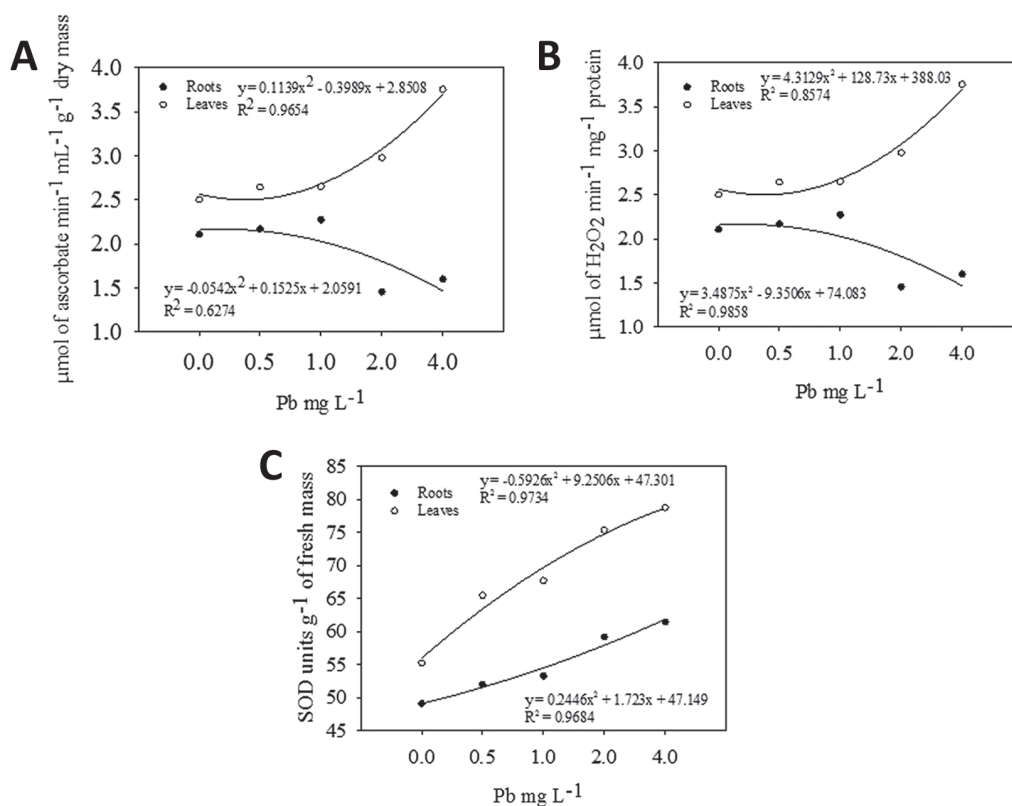 A
μmol of ascorbate min⁻¹ mL⁻¹ g⁻¹ dry mass
4.0
3.5
3.0
2.5
2.0
1.5
1.0
Roots
Leaves
y= 0.1139x² - 0.3989x + 2.8508
R² = 0.9654
y= -0.0542x² + 0.1525x + 2.0591
R² = 0.6274
0.0 0.5 1.0 2.0 4.0
Pb mg L⁻¹
B
μmol of H₂O₂ min⁻¹ mg⁻¹ protein
4.0
3.5
3.0
2.5
2.0
1.5
1.0
Roots
Leaves
y= 4.3129x² + 128.73x + 388.03
R² = 0.8574
y= 3.4875x² - 9.3506x + 74.083
R² = 0.9858
0.0 0.5 1.0 2.0 4.0
Pb mg L⁻¹
C
SOD units g⁻¹ of fresh mass
85
80
75
70
65
60
55
50
45
Roots
Leaves
y= -0.5926x² + 9.2506x + 47.301
R² = 0.9734
y= 0.2446x² + 1.723x + 47.149
R² = 0.9684
0.0 0.5 1.0 2.0 4.0
Pb mg L⁻¹